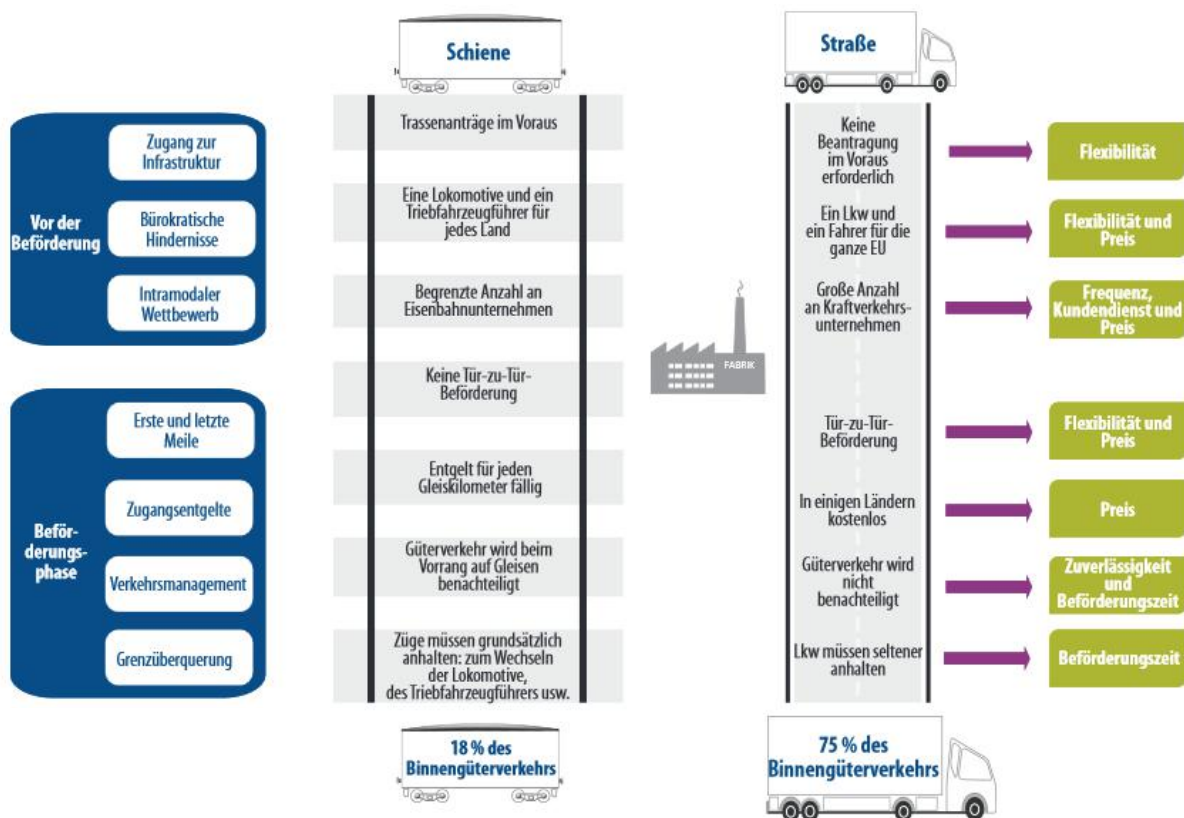 Schiene
Straße
Vor der
Beförderung
Zugang zur
Infrastruktur
Trassenanträge im Voraus
Keine
Beantragung
im Voraus
erforderlich
Flexibilität
Bürokratische
Hindernisse
Eine Lokomotive und ein
Triebfahrzeugführer für
jedes Land
Ein Lkw und
ein Fahrer für die
ganze EU
Flexibilität und
Preis
Intramodaler
Wettbewerb
Begrenzte Anzahl an
Eisenbahnunternehmen
Große Anzahl
an Kraftverkehrs-
unternehmen
Frequenz,
Kundendienst und
Preis
FABRIK
Beför-
derungs-
phase
Erste und letzte
Meile
Keine Tür-zu-Tür-
Beförderung
Tür-zu-Tür-
Beförderung
Flexibilität und
Preis
Zugangsentgelte
Entgelt für jeden
Gleiskilometer fällig
In einigen Ländern
kostenlos
Preis
Verkehrsmanagement
Güterverkehr wird beim
Vorrang auf Gleisen
benachteiligt
Güterverkehr wird
nicht
benachteiligt
Zuverlässigkeit
und
Beförderungszeit
Grenzüberquerung
Züge müssen grundsätzlich
anhalten: zum Wechseln
der Lokomotive,
des Triebfahrzeugführers usw.
Lkw müssen seltener
anhalten
Beförderungszeit
18 % des
Binnengüterverkehrs
75 % des
Binnengüterverkehrs